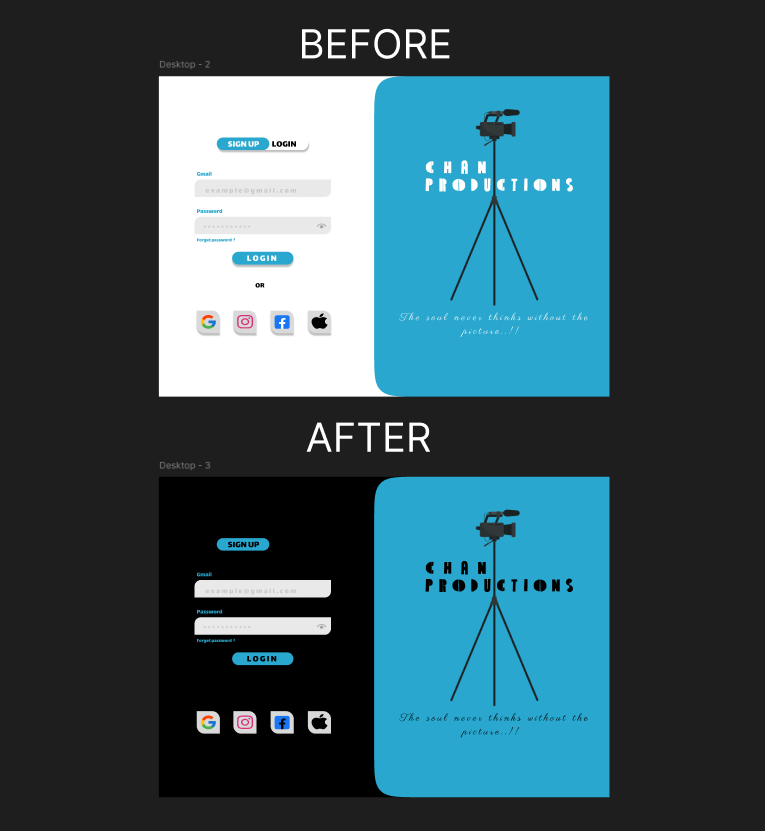 BEFORE
Desktop - 2
SIGN UP LOGIN
Gmail
example@gmail.com
Password
Forgot password ?
LOGIN
OR
CHAN
PRODUCTIONS
The soul never thinks without the
picture..!!
AFTER
Desktop - 3
SIGN UP
Gmail
example@gmail.com
Password
Forgot password ?
LOGIN
CHAN
PRODUCTIONS
The soul never thinks without the
picture..!!